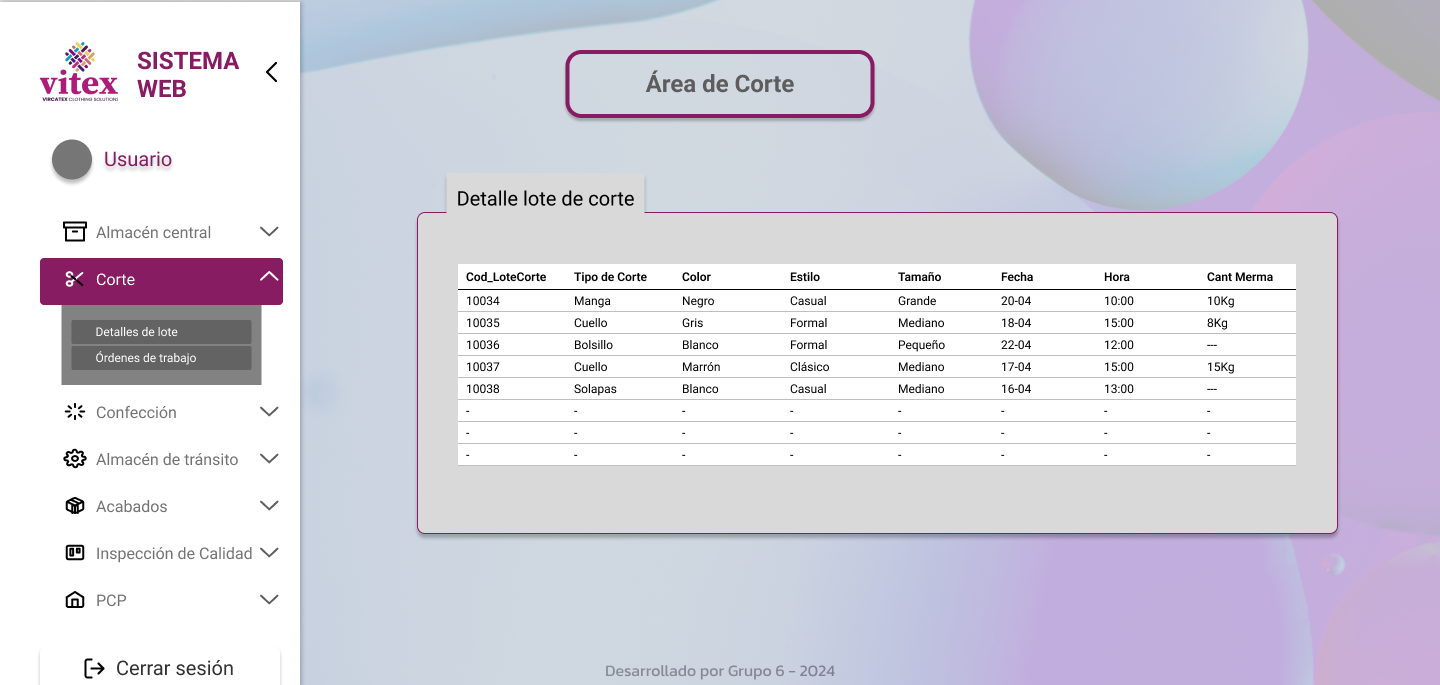 vitex
VIRCATEX CLOTHING SOLUTIONS
SISTEMA
WEB
Usuario
Almacén central
Corte
Detalles de lote
Órdenes de trabajo
Confección
Almacén de tránsito
Acabados
Inspección de Calidad
PCP
Cerrar sesión
Área de Corte
Detalle lote de corte
Cod_LoteCorte Tipo de Corte Color Estilo Tamaño Fecha Hora Cant Merma
10034 Manga Negro Casual Grande 20-04 10:00 10Kg
10035 Cuello Gris Formal Mediano 18-04 15:00 8Kg
10036 Bolsillo Blanco Formal Pequeño 22-04 12:00 ---
10037 Cuello Marrón Clásico Mediano 17-04 15:00 15Kg
10038 Solapas Blanco Casual Mediano 16-04 13:00 ---
- - - - - - - -
- - - - - - - -
- - - - - - - -
Desarrollado por Grupo 6 - 2024